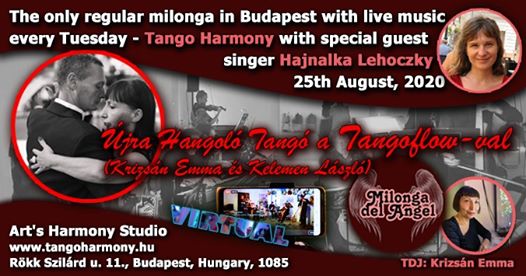 The only regular milonga in Budapest with live music
every Tuesday - Tango Harmony with special guest
singer Hajnalka Lehoczky
25th August, 2020
Újra Hangoló Tangó a Tangoflow-val
(Krizsán Emma és Kelemen László)
VIRTUAL
Milonga
del Angel
Art's Harmony Studio
www.tangoharmony.hu
Rökk Szilárd u. 11., Budapest, Hungary, 1085
TDJ: Krizsán Emma